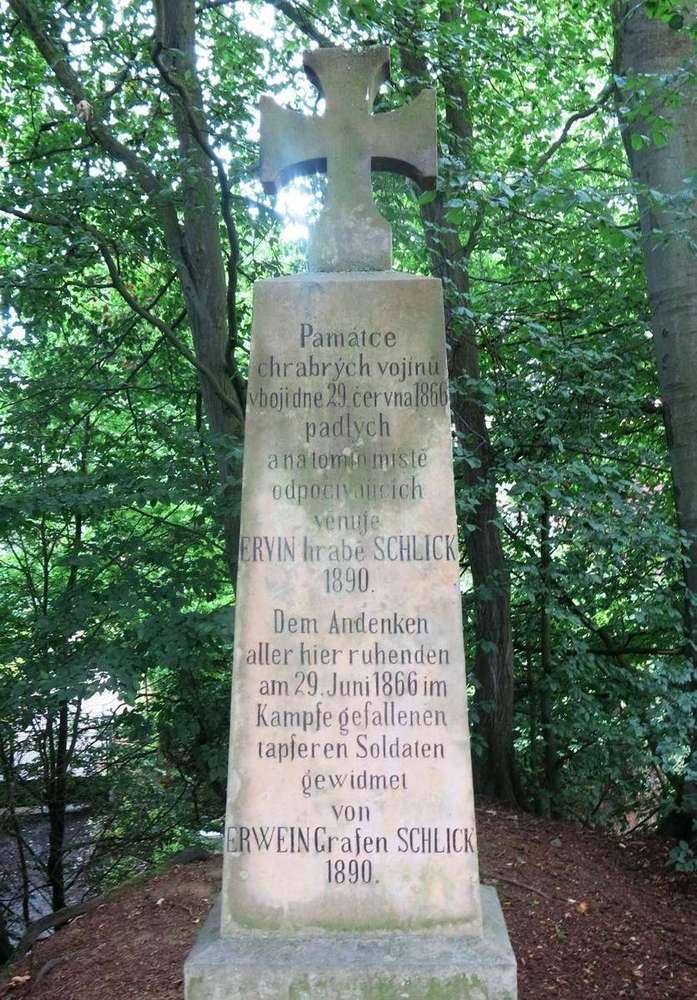 Památce
chrabrých vojínů
v boji dne 29. června 1866
padlých
a na tomto místě
odpočívajících
věnuje
ERVIN hrabě SCHLICK
1890.
Dem Andenken
aller hier ruhenden
am 29. Juni 1866 im
Kampfe gefallenen
tapferen Soldaten
gewidmet
von
ERWEIN Grafen SCHLICK
1890.